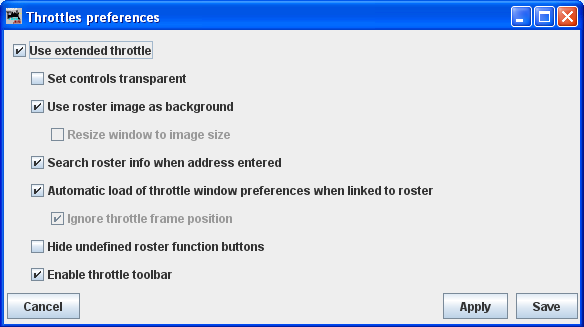 Throttles preferences
Use extended throttle
Set controls transparent
Use roster image as background
Resize window to image size
Search roster info when address entered
Automatic load of throttle window preferences when linked to roster
Ignore throttle frame position
Hide undefined roster function buttons
Enable throttle toolbar
Cancel Apply Save